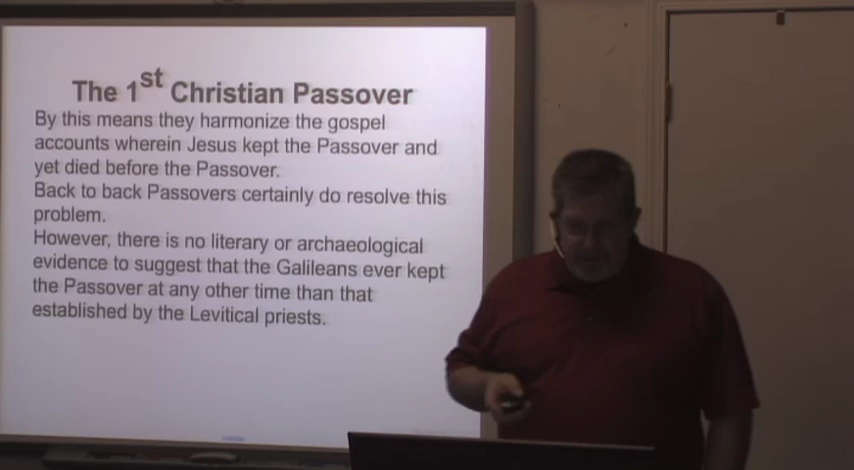 The 1st Christian Passover
By this means they harmonize the gospel
accounts wherein Jesus kept the Passover and
yet died before the Passover.
Back to back Passovers certainly do resolve this
problem.
However, there is no literary or archaeological
evidence to suggest that the Galileans ever kept
the Passover at any other time than that
established by the Levitical priests.